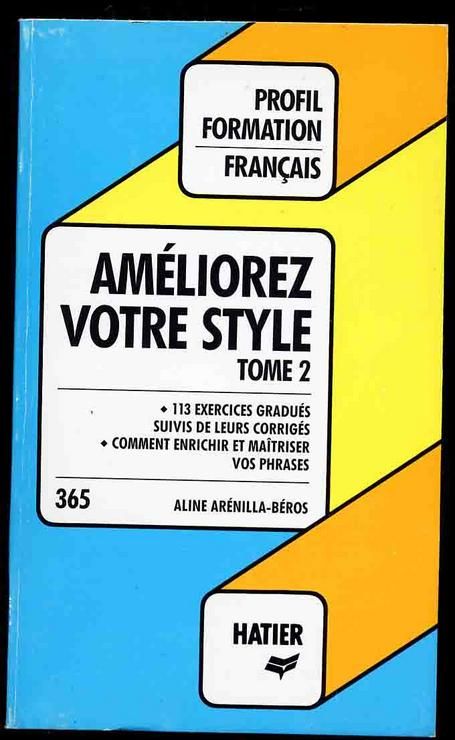 PROFIL
FORMATION
FRANÇAIS
AMÉLIOREZ
VOTRE STYLE
TOME 2
◆ 113 EXERCICES GRADUÉS
SUIVIS DE LEURS CORRIGÉS
◆ COMMENT ENRICHIR ET MAÎTRISER
VOS PHRASES
365 ALINE ARÉNILLA-BÉROS
HATIER